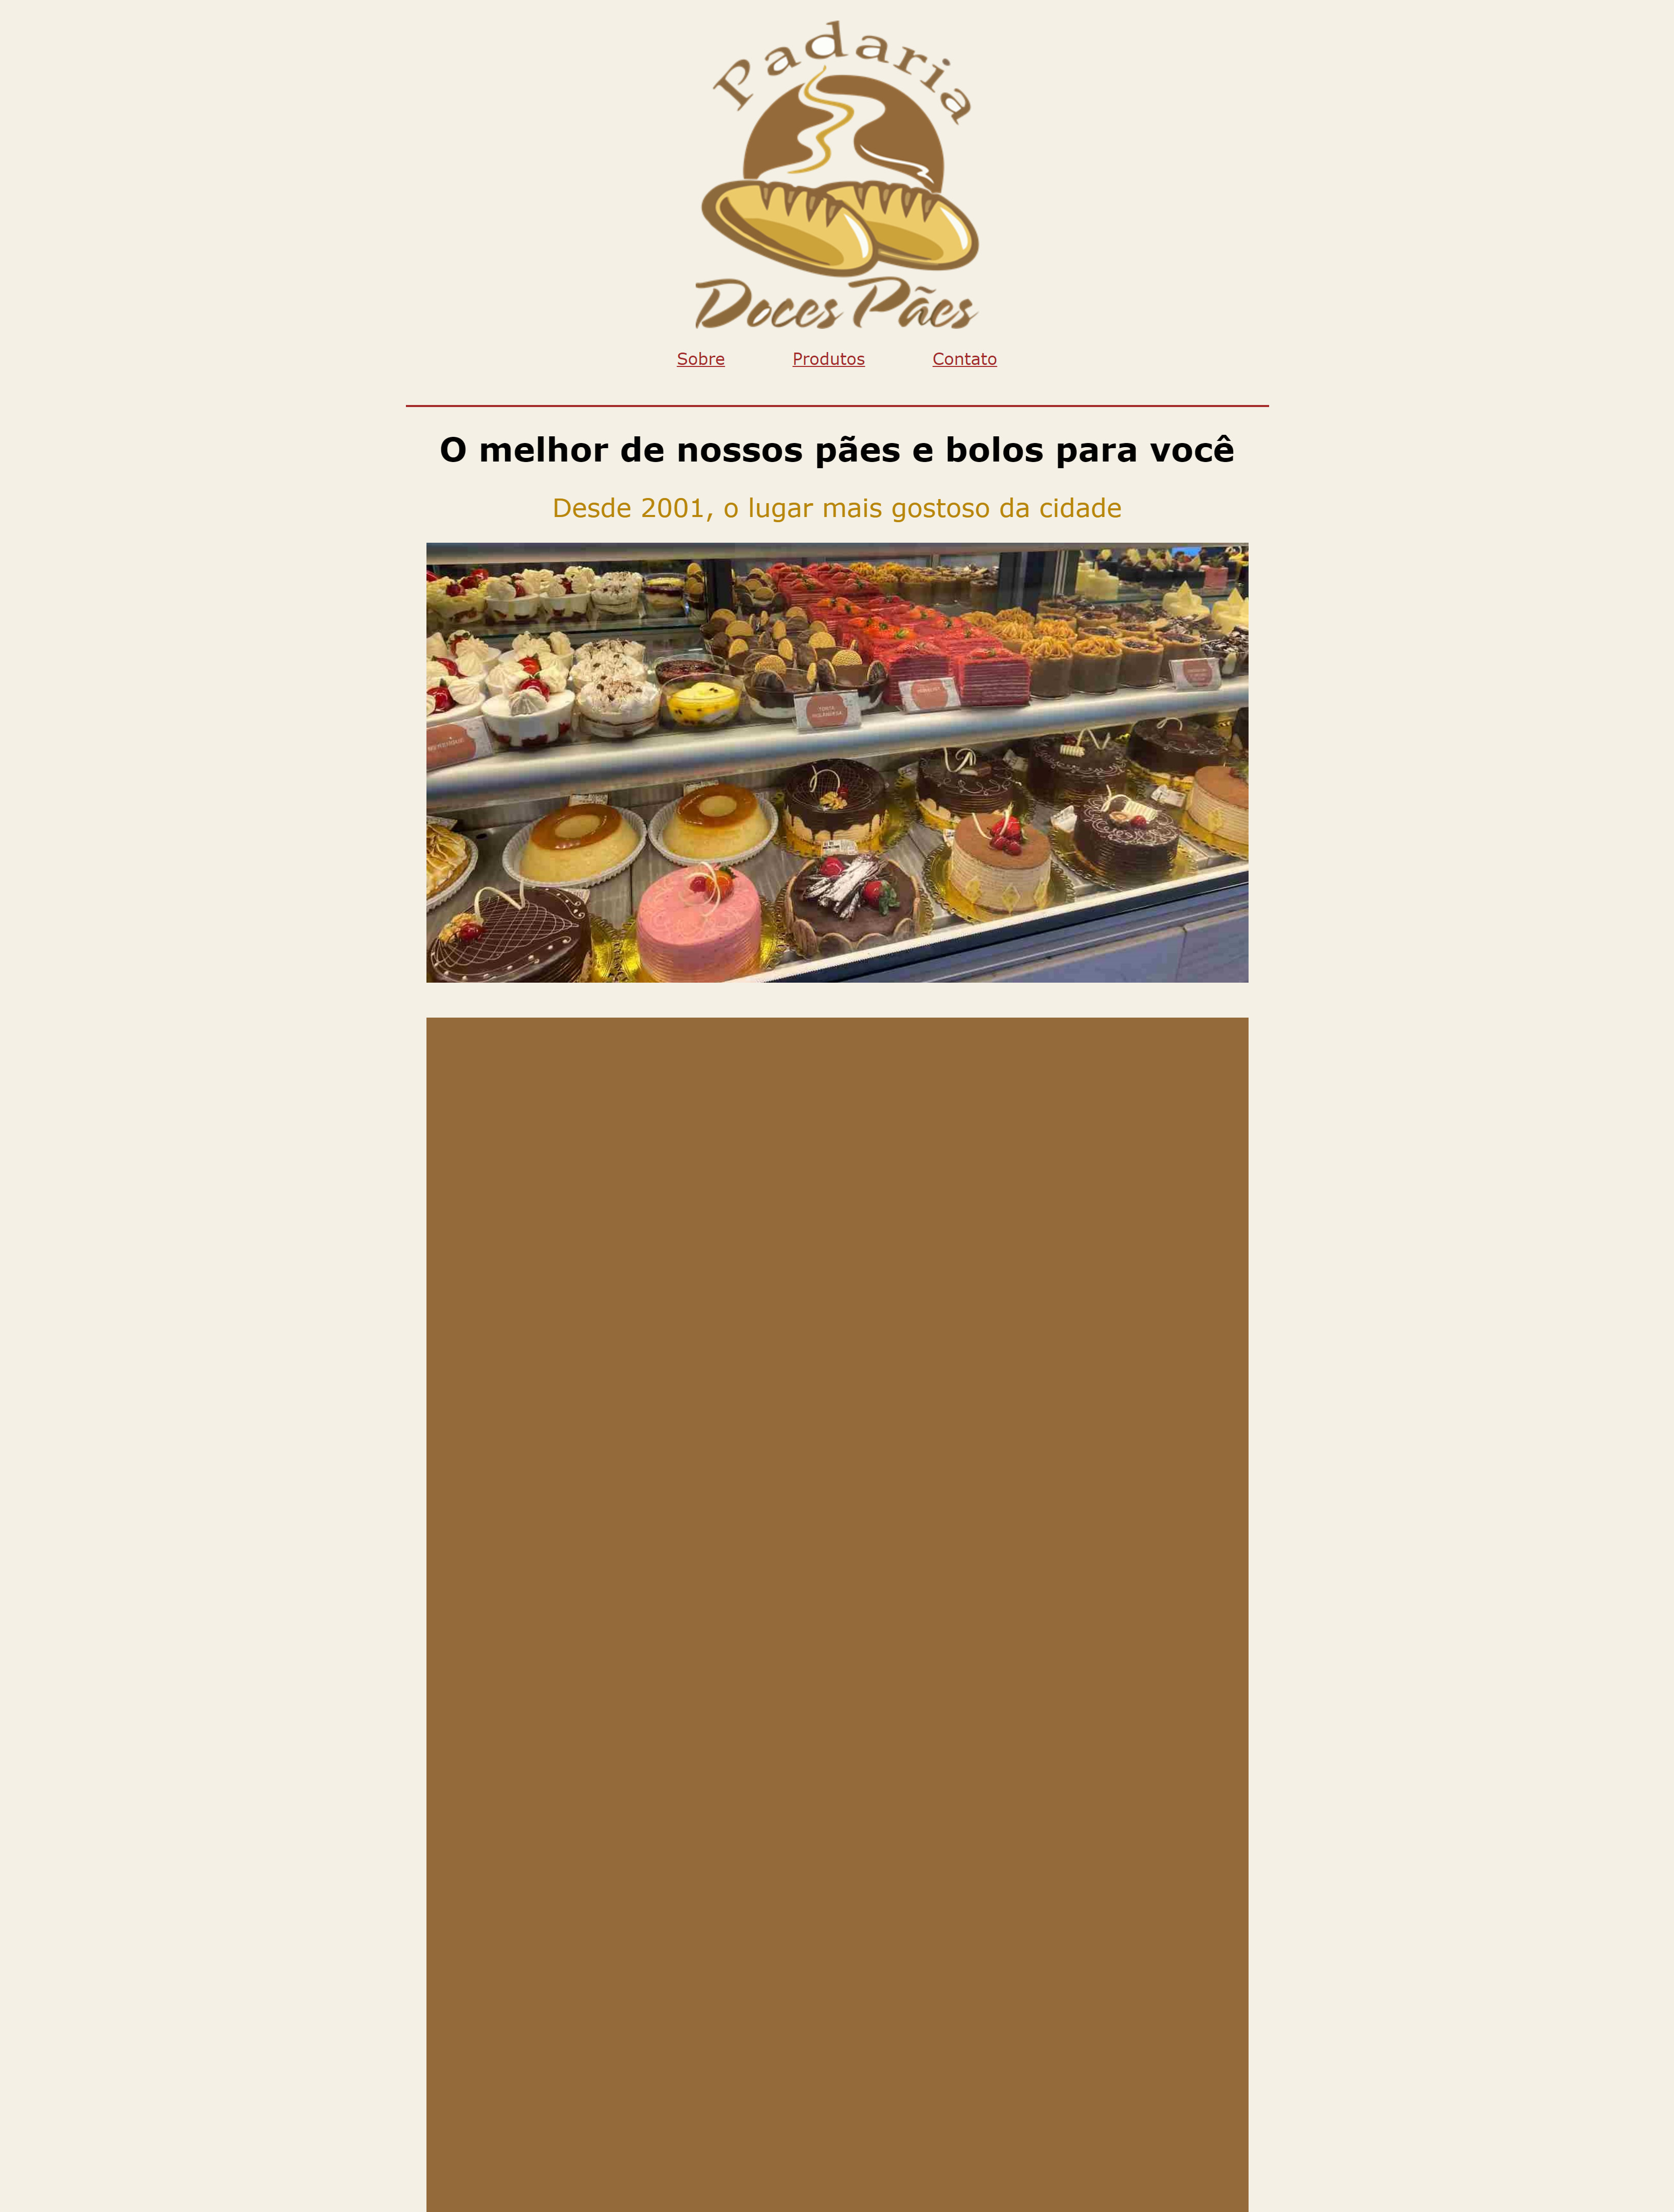 Padaria
Doces Pães
Sobre Produtos Contato
O melhor de nossos pães e bolos para você
Desde 2001, o lugar mais gostoso da cidade
TORTA
HOLANDESA